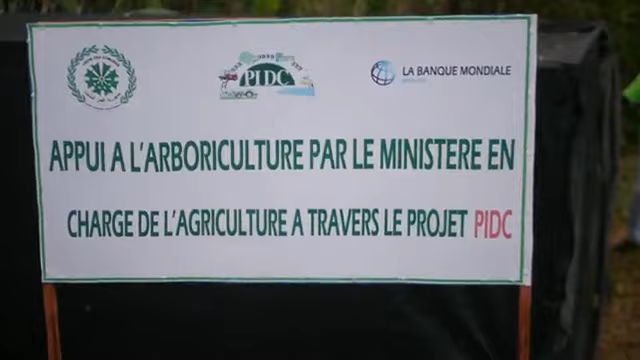 PIDC
LA BANQUE MONDIALE
APPUI A L'ARBORICULTURE PAR LE MINISTERE EN
CHARGE DE L'AGRICULTURE A TRAVERS LE PROJET PIDC